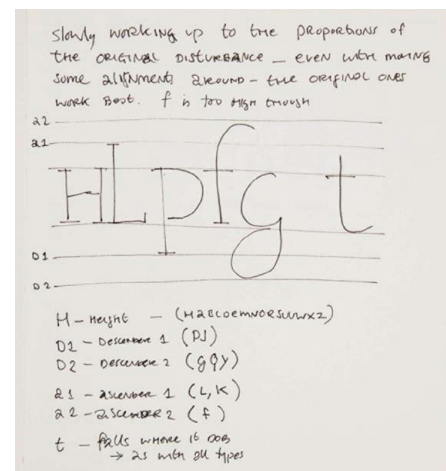 Slowly working up to the proportions of
the original Disturbance – even with moving
some alignments around – the original ones
work Best. f is too High though
a2
a1
HLpfg t
D1
D2
H – Height – (HABCOEMNORSUVWXZ)
D1 – Descender 1 (PJ)
D2 – Descender 2 (gQY)
a1 – ascender 1 (L, K)
a2 – ascender 2 (f)
t – falls where it does
→ as with all types